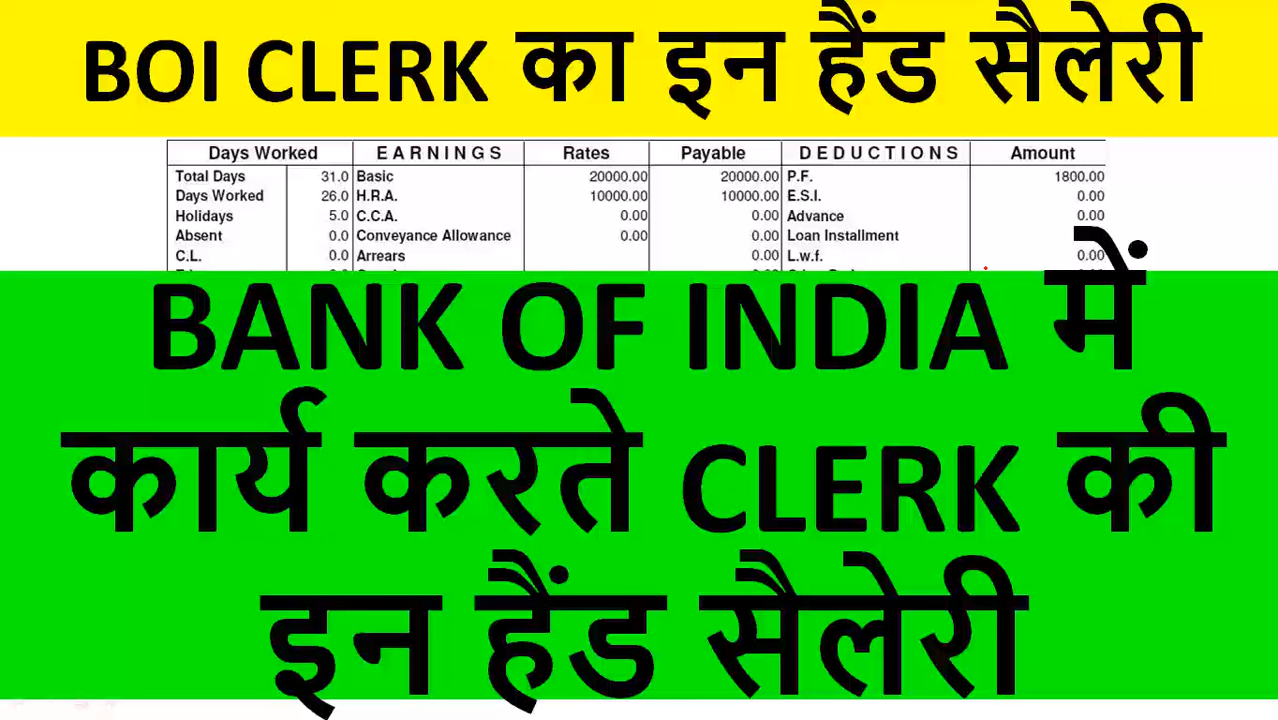 BOI CLERK का इन हैंड सैलेरी
Days Worked EARNINGS Rates Payable DEDUCTIONS Amount
Total Days 31.0 Basic 20000.00 20000.00 P.F. 1800.00
Days Worked 26.0 H.R.A. 10000.00 10000.00 E.S.I. 0.00
Holidays 5.0 C.C.A. 0.00 0.00 Advance 0.00
Absent 0.0 Conveyance Allowance 0.00 0.00 Loan Installment
C.L. 0.0 Arrears 0.00 L.w.f. 0.00
BANK OF INDIA में
कार्य करते CLERK की
इन हैंड सैलेरी